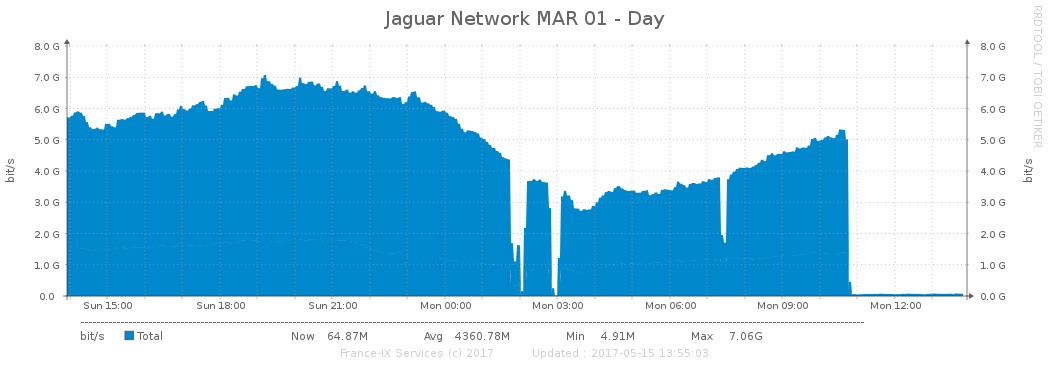 Jaguar Network MAR 01 - Day
RRDTOOL / TOBI OETIKER
bit/s
bit/s
8.0 G 8.0 G
7.0 G 7.0 G
6.0 G 6.0 G
5.0 G 5.0 G
4.0 G 4.0 G
3.0 G 3.0 G
2.0 G 2.0 G
1.0 G 1.0 G
0.0 0.0 G
Sun 15:00 Sun 18:00 Sun 21:00 Mon 00:00 Mon 03:00 Mon 06:00 Mon 09:00 Mon 12:00
bit/s Total Now 64.87M Avg 4360.78M Min 4.91M Max 7.06G
France-IX Services (c) 2017 Updated : 2017-05-15 13:55:03